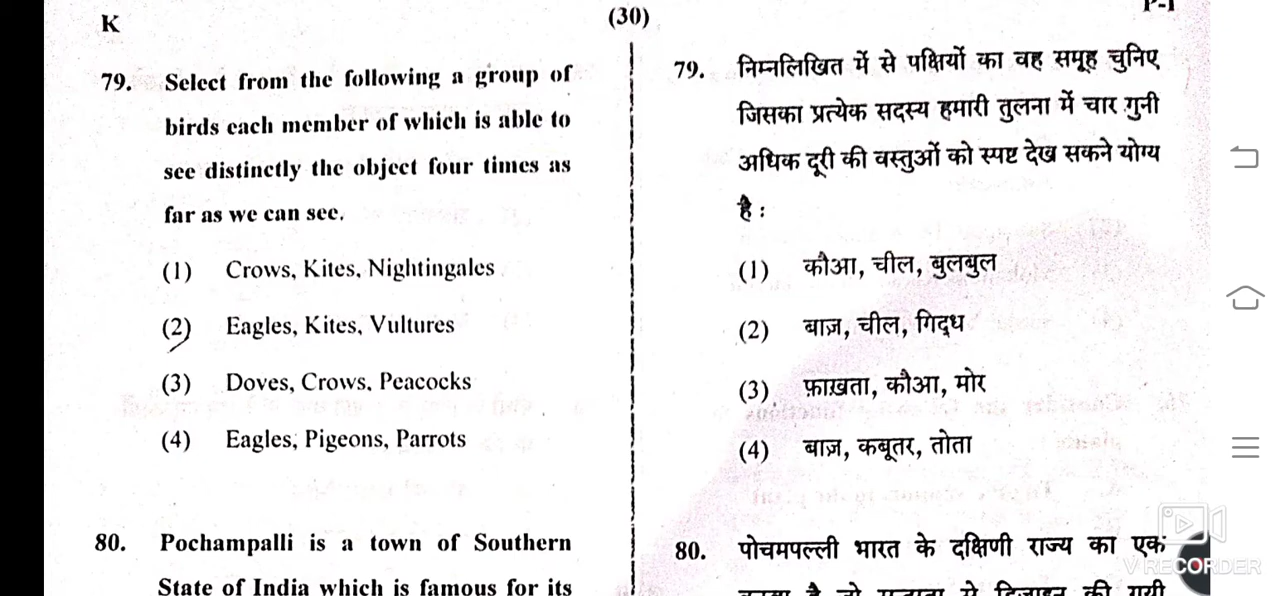 K
(30)
P-1
79. Select from the following a group of
birds each member of which is able to
see distinctly the object four times as
far as we can see.
(1) Crows, Kites, Nightingales
(2) Eagles, Kites, Vultures
(3) Doves, Crows, Peacocks
(4) Eagles, Pigeons, Parrots
80. Pochampalli is a town of Southern
State of India which is famous for its
79. निम्नलिखित में से पक्षियों का वह समूह चुनिए
जिसका प्रत्येक सदस्य हमारी तुलना में चार गुनी
अधिक दूरी की वस्तुओं को स्पष्ट देख सकने योग्य
है :
(1) कौआ, चील, बुलबुल
(2) बाज़, चील, गिद्ध
(3) फ़ाख़ता, कौआ, मोर
(4) बाज़, कबूतर, तोता
80. पोचमपल्ली भारत के दक्षिणी राज्य का एक
V RECORDER